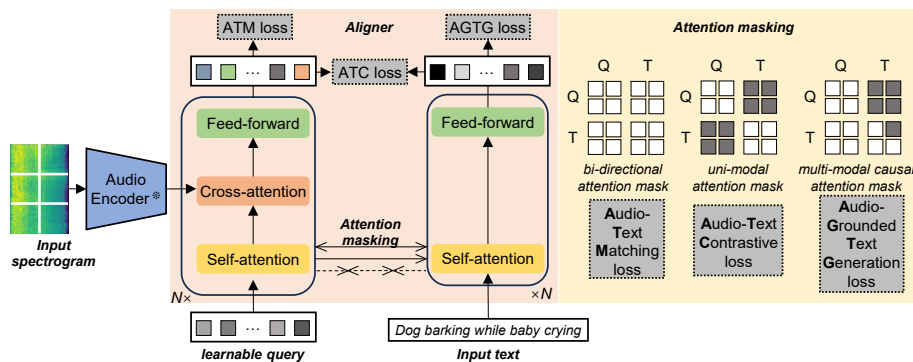 ATM loss
Aligner
AGTG loss
Attention masking
ATC loss
...
...
Q T
Q T
Q T
Q
T
Q
T
Q
T
Feed-forward
Feed-forward
Cross-attention
Audio
Encoder
Input
spectrogram
Attention
masking
Self-attention
Self-attention
N×
×N
...
learnable query
Dog barking while baby crying
Input text
bi-directional
attention mask
uni-modal
attention mask
multi-modal causal
attention mask
Audio-
Text
Matching
loss
Audio-Text
Contrastive
loss
Audio-
Grounded
Text
Generation
loss